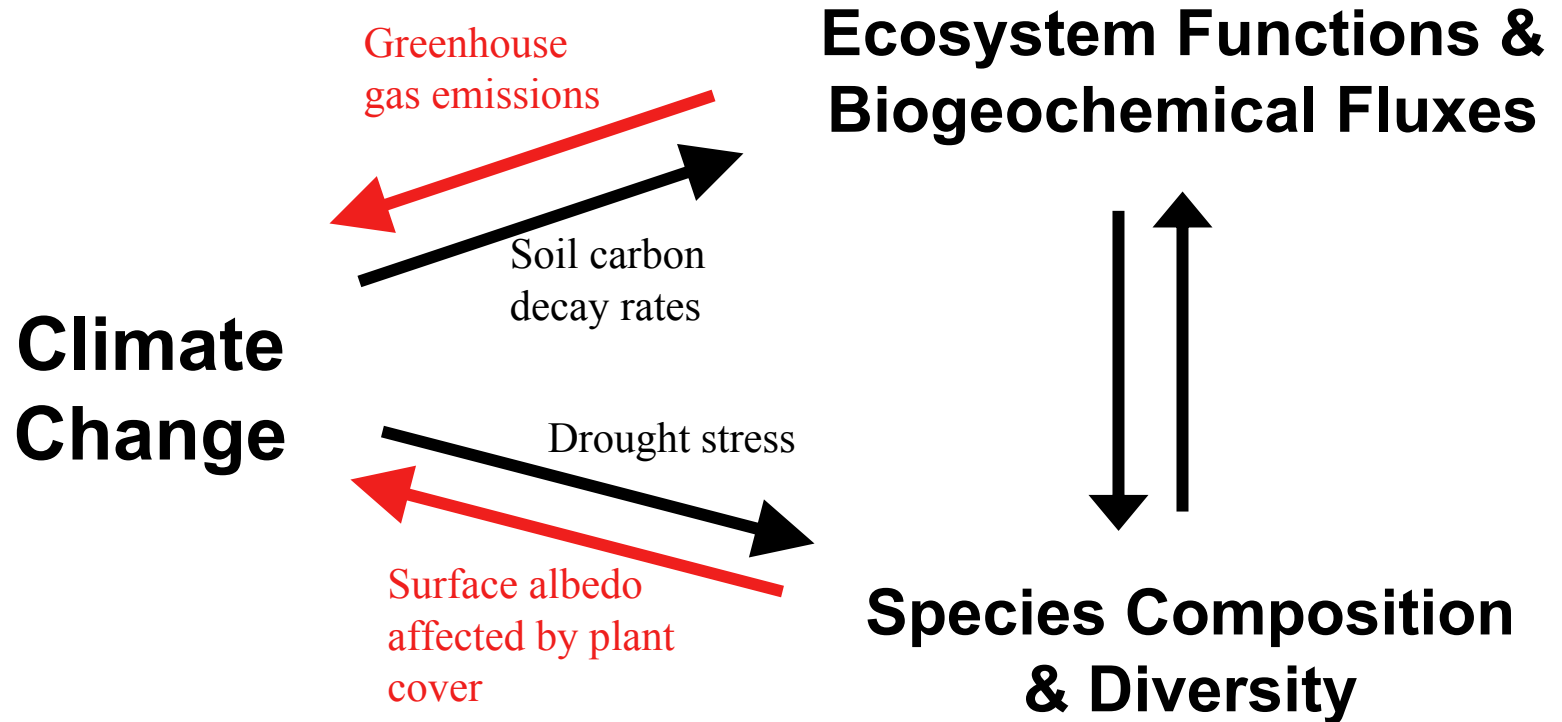 Greenhouse
gas emissions
Ecosystem Functions &
Biogeochemical Fluxes
Soil carbon
decay rates
Climate
Change
Drought stress
Surface albedo
affected by plant
cover
Species Composition
& Diversity